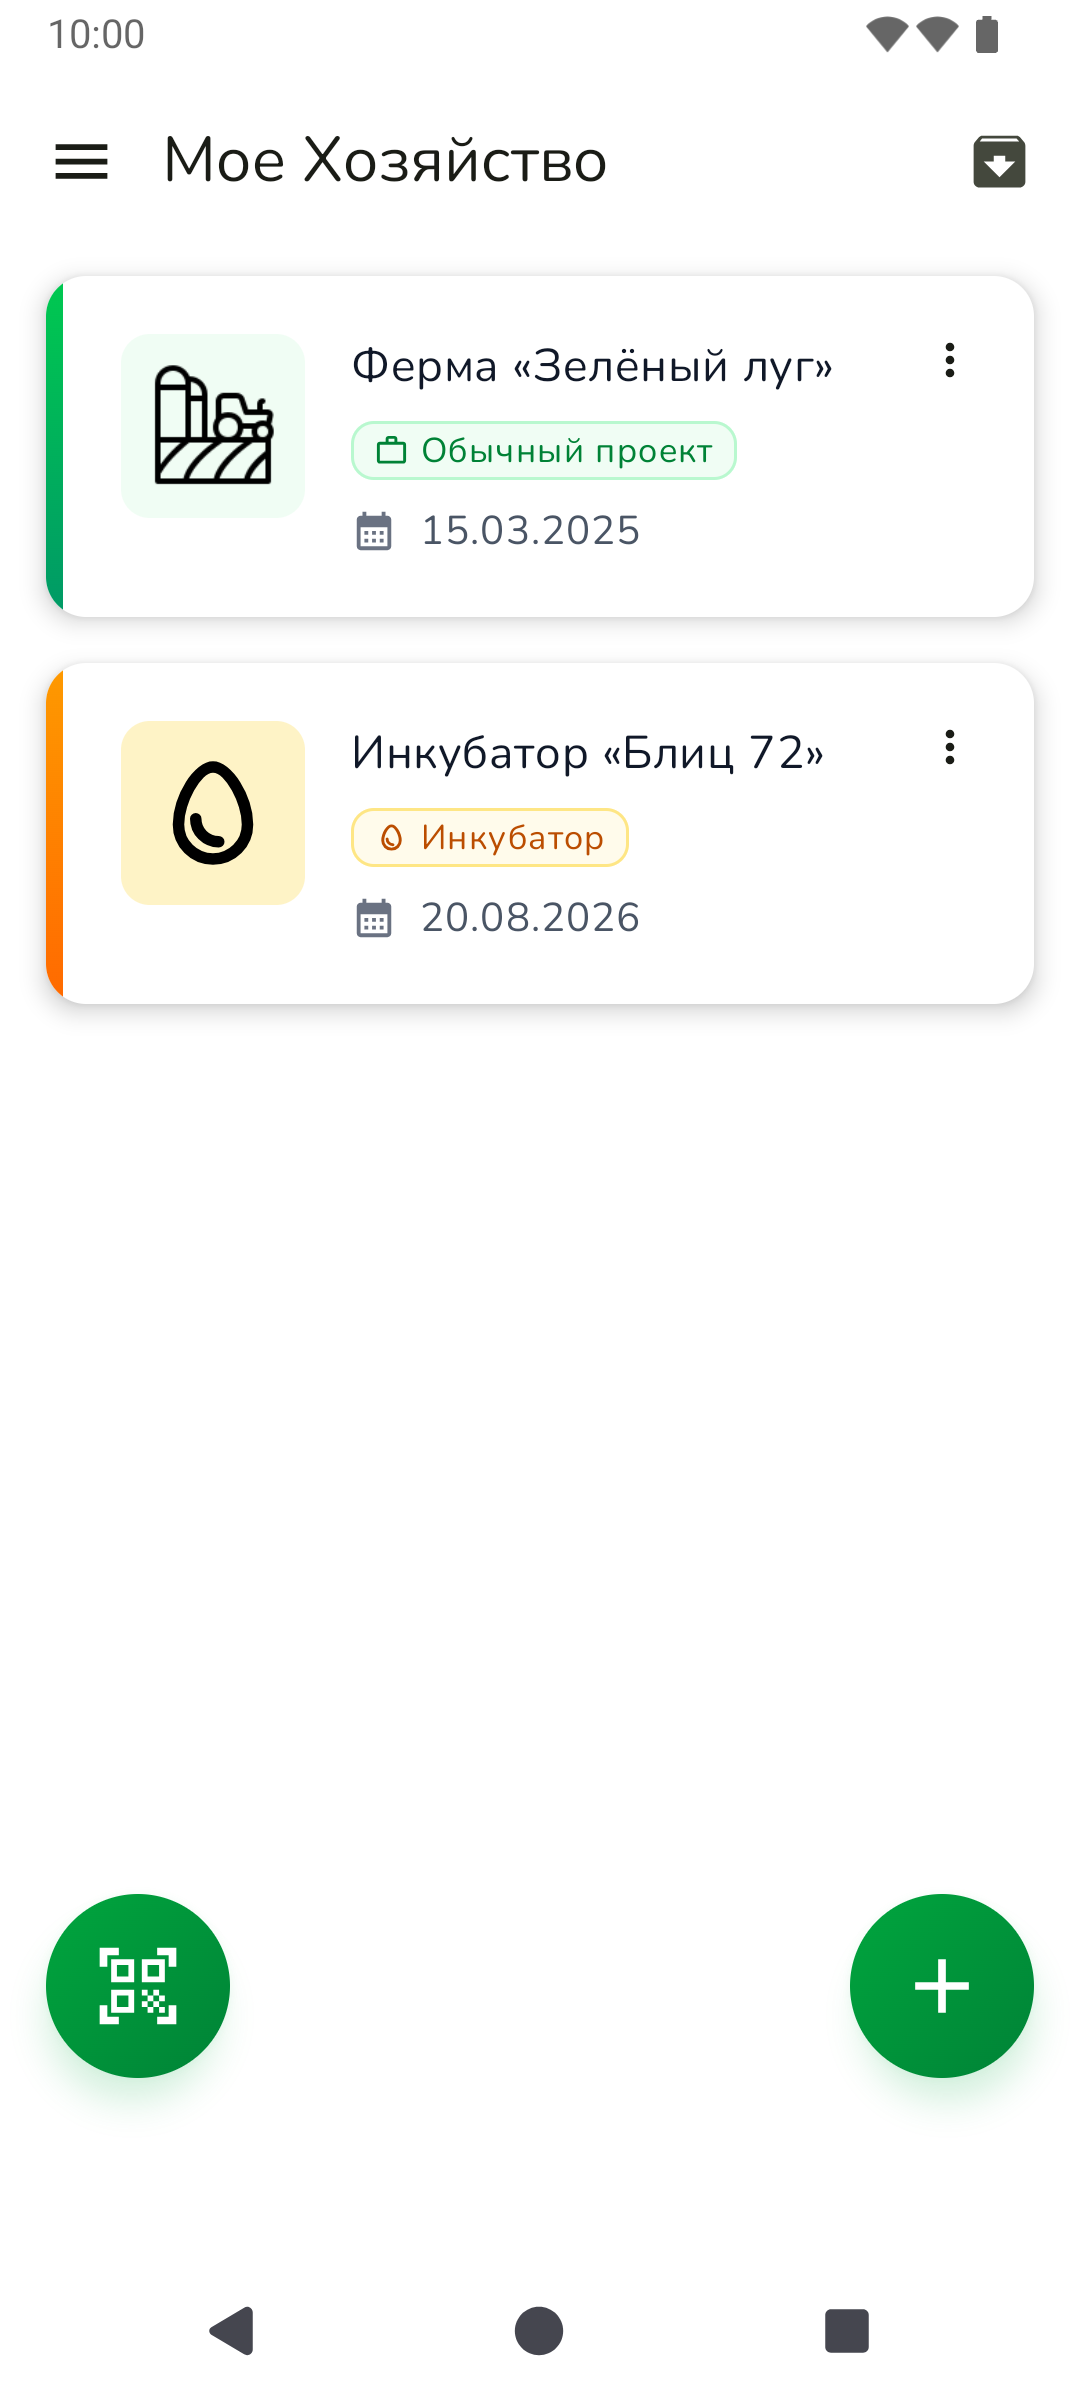 10:00
Мое Хозяйство
Ферма «Зелёный луг»
Обычный проект
15.03.2025
Инкубатор «Блиц 72»
Инкубатор
20.08.2026